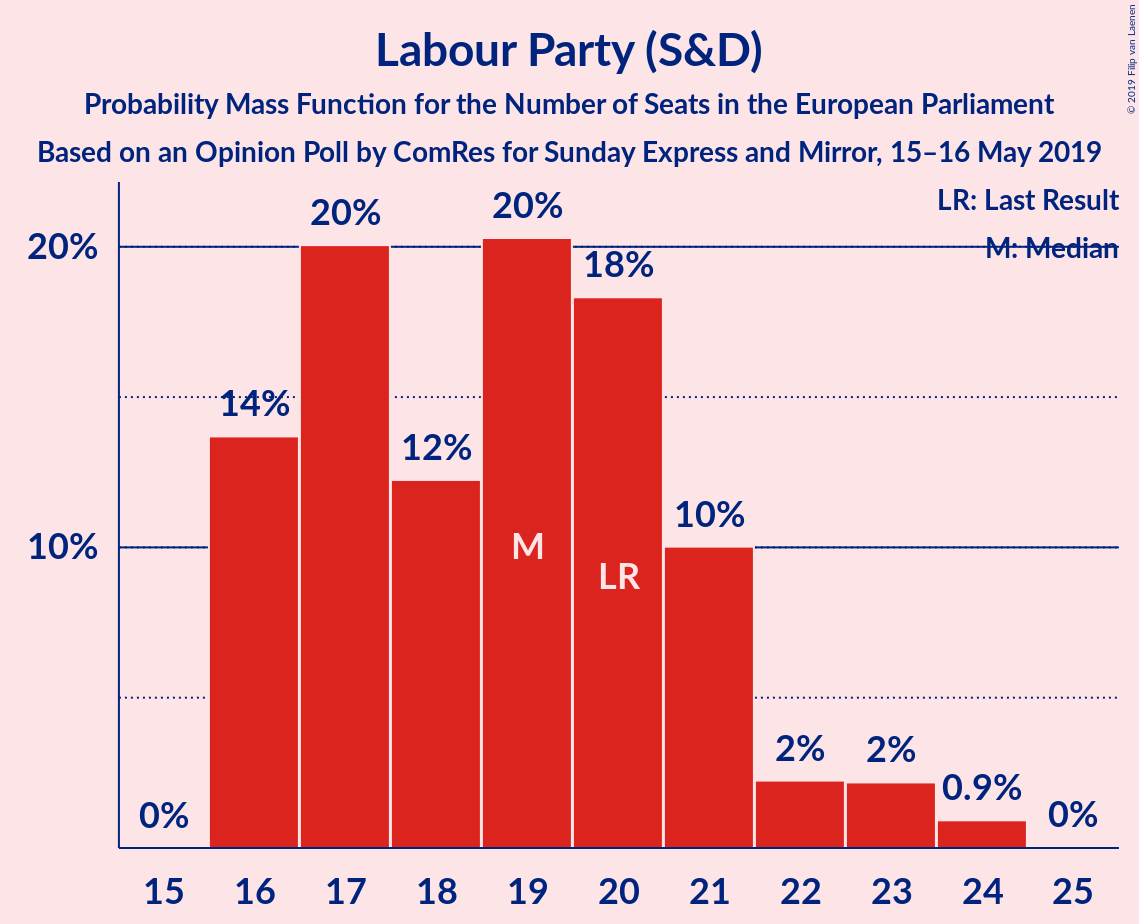 Labour Party (S&D)
Probability Mass Function for the Number of Seats in the European Parliament
Based on an Opinion Poll by ComRes for Sunday Express and Mirror, 15–16 May 2019
© 2019 Filip van Laenen
LR: Last Result
M: Median
20%
10%
0%
14%
20%
12%
20%
18%
10%
2%
2%
0.9%
0%
M
LR
15 16 17 18 19 20 21 22 23 24 25